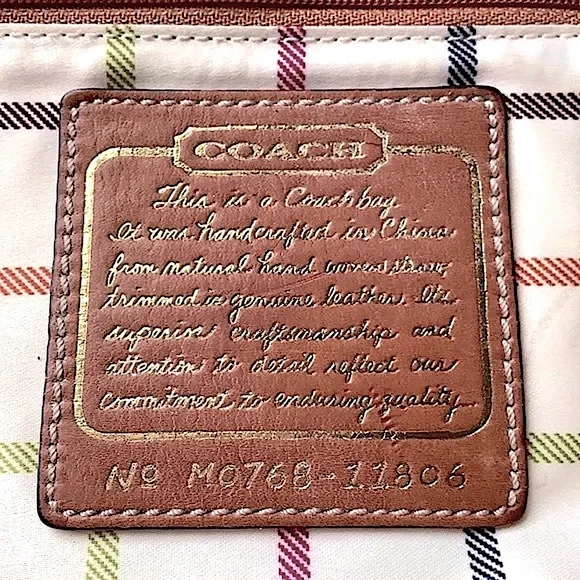 COACH
This is a Coach bag
It was handcrafted in China
from natural hand woven straw
trimmed in genuine leather. Its
superior craftsmanship and
attention to detail reflect our
commitment to enduring quality.
No M0768-11806